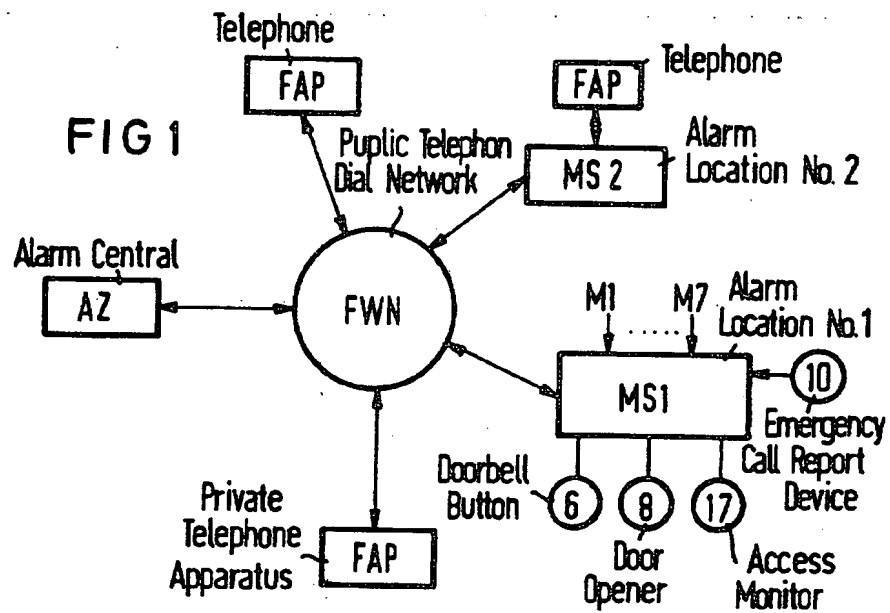 FIG 1
Telephone
FAP
FAP
Telephone
Puplic Telephon
Dial Network
MS 2
Alarm
Location No. 2
Alarm Central
AZ
FWN
M1
.....
M7
Alarm
Location No.1
MS1
10
Emergency
Call Report
Device
Doorbell
Button
6
8
17
Door
Opener
Access
Monitor
Private
Telephone
Apparatus
FAP